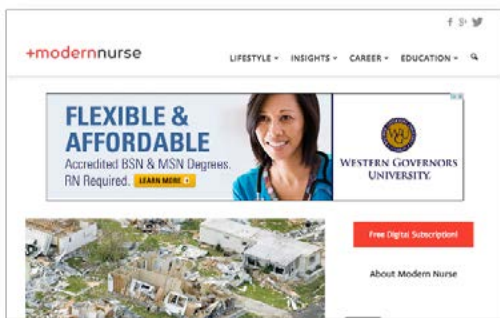 +modernnurse
LIFESTYLE INSIGHTS CAREER EDUCATION
FLEXIBLE &
AFFORDABLE
Accredited BSN & MSN Degrees.
RN Required. LEARN MORE
WESTERN GOVERNORS
UNIVERSITY.
Free Digital Subscription!
About Modern Nurse